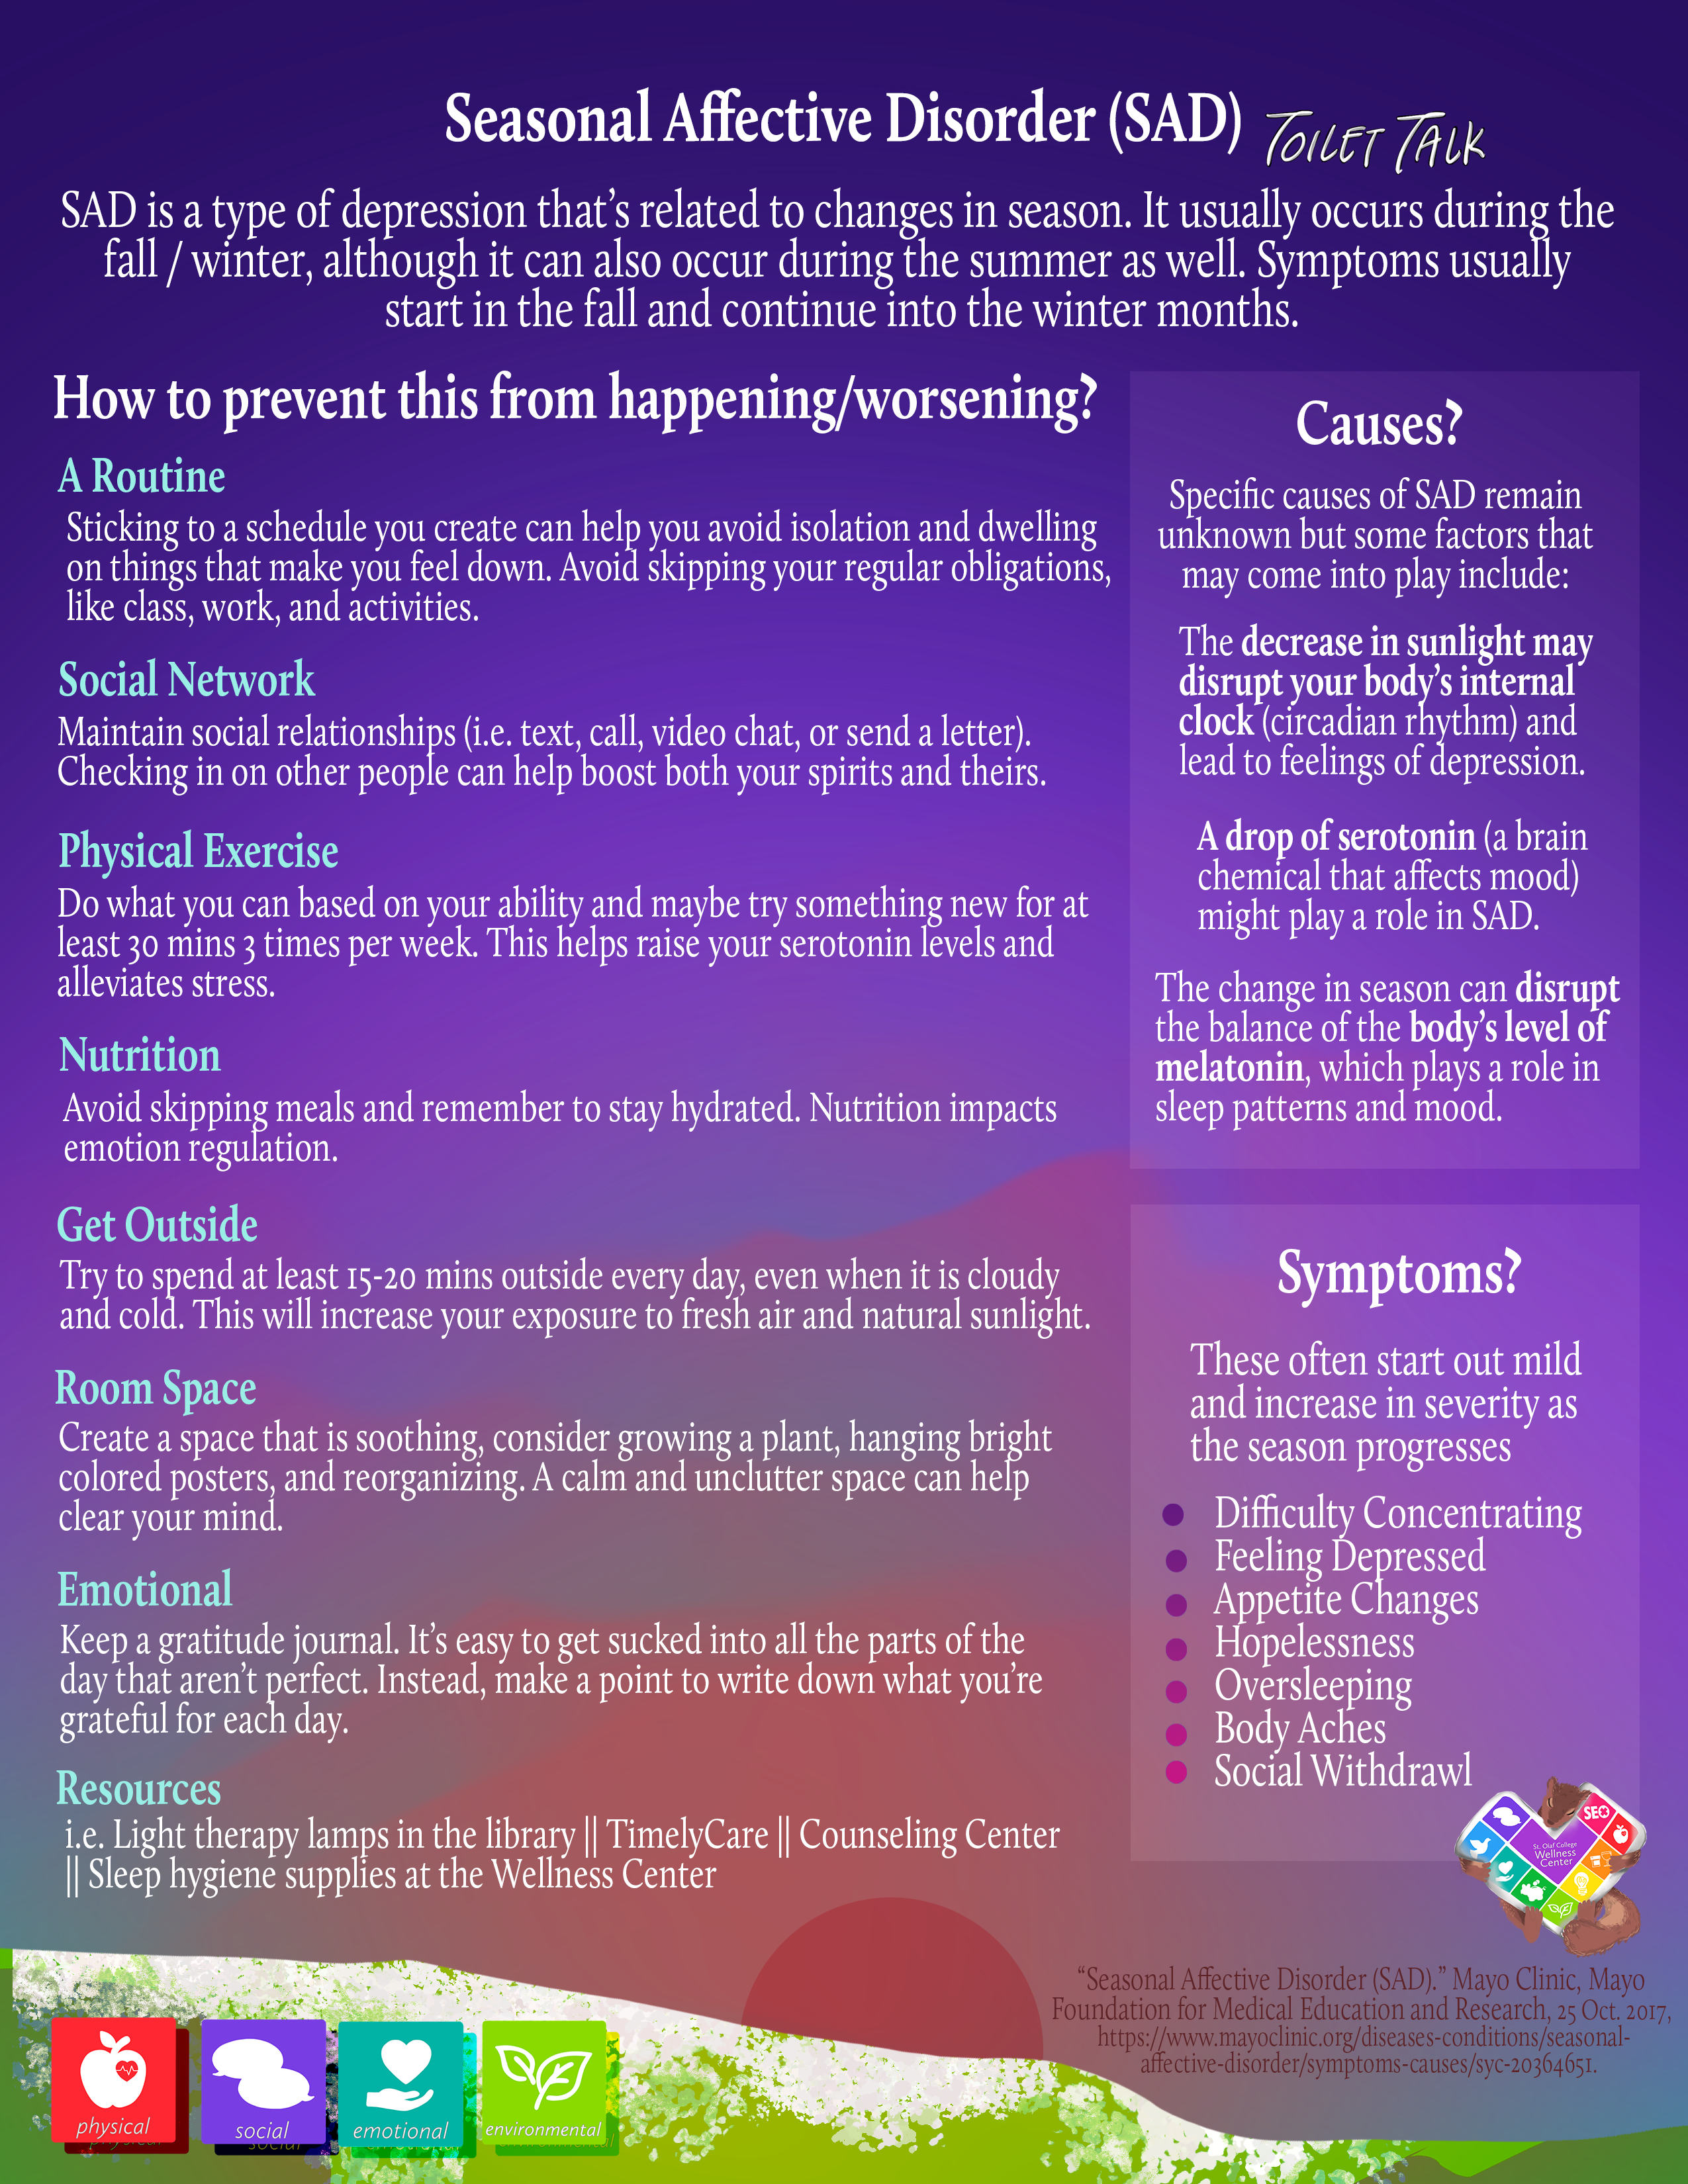 Seasonal Affective Disorder (SAD) TOILET TALK
SAD is a type of depression that’s related to changes in season. It usually occurs during the
fall / winter, although it can also occur during the summer as well. Symptoms usually
start in the fall and continue into the winter months.
How to prevent this from happening/worsening?
A Routine
Sticking to a schedule you create can help you avoid isolation and dwelling
on things that make you feel down. Avoid skipping your regular obligations,
like class, work, and activities.
Social Network
Maintain social relationships (i.e. text, call, video chat, or send a letter).
Checking in on other people can help boost both your spirits and theirs.
Physical Exercise
Do what you can based on your ability and maybe try something new for at
least 30 mins 3 times per week. This helps raise your serotonin levels and
alleviates stress.
Nutrition
Avoid skipping meals and remember to stay hydrated. Nutrition impacts
emotion regulation.
Get Outside
Try to spend at least 15-20 mins outside every day, even when it is cloudy
and cold. This will increase your exposure to fresh air and natural sunlight.
Room Space
Create a space that is soothing, consider growing a plant, hanging bright
colored posters, and reorganizing. A calm and unclutter space can help
clear your mind.
Emotional
Keep a gratitude journal. It’s easy to get sucked into all the parts of the
day that aren’t perfect. Instead, make a point to write down what you’re
grateful for each day.
Resources
i.e. Light therapy lamps in the library || TimelyCare || Counseling Center
|| Sleep hygiene supplies at the Wellness Center
Causes?
Specific causes of SAD remain
unknown but some factors that
may come into play include:
The decrease in sunlight may
disrupt your body’s internal
clock (circadian rhythm) and
lead to feelings of depression.
A drop of serotonin (a brain
chemical that affects mood)
might play a role in SAD.
The change in season can disrupt
the balance of the body’s level of
melatonin, which plays a role in
sleep patterns and mood.
Symptoms?
These often start out mild
and increase in severity as
the season progresses
Difficulty Concentrating
Feeling Depressed
Appetite Changes
Hopelessness
Oversleeping
Body Aches
Social Withdrawl
SEO
St. Olaf College
Wellness
Center
“Seasonal Affective Disorder (SAD).” Mayo Clinic, Mayo
Foundation for Medical Education and Research, 25 Oct. 2017,
https://www.mayoclinic.org/diseases-conditions/seasonal-
affective-disorder/symptoms-causes/syc-20364651.
physical
social
emotional
environmental